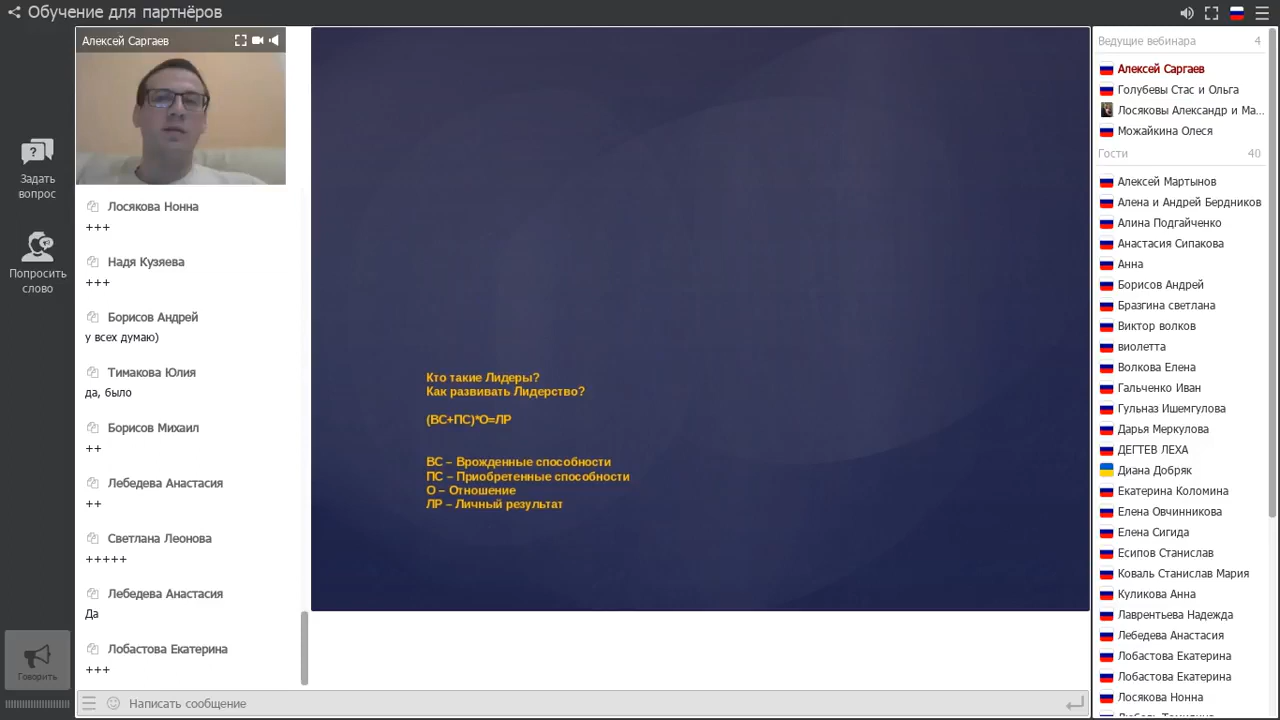 Обучение для партнёров
Задать
вопрос
Попросить
слово
Говорить
Алексей Саргаев
Лосякова Нонна
+++
Надя Кузяева
+++
Борисов Андрей
у всех думаю)
Тимакова Юлия
да, было
Борисов Михаил
++
Лебедева Анастасия
++
Светлана Леонова
+++++
Лебедева Анастасия
Да
Лобастова Екатерина
+++
Написать сообщение
Кто такие Лидеры?
Как развивать Лидерство?
(ВС+ПС)*О=ЛР
ВС – Врожденные способности
ПС – Приобретенные способности
О – Отношение
ЛР – Личный результат
Ведущие вебинара 4
Алексей Саргаев
Голубевы Стас и Ольга
Лосяковы Александр и Ма...
Можайкина Олеся
Гости 40
Алексей Мартынов
Алена и Андрей Бердников
Алина Подгайченко
Анастасия Сипакова
Анна
Борисов Андрей
Бразгина светлана
Виктор волков
виолетта
Волкова Елена
Гальченко Иван
Гульназ Ишемгулова
Дарья Меркулова
ДЕГТЕВ ЛЕХА
Диана Добряк
Екатерина Коломина
Елена Овчинникова
Елена Сигида
Есипов Станислав
Коваль Станислав Мария
Куликова Анна
Лаврентьева Надежда
Лебедева Анастасия
Лобастова Екатерина
Лобастова Екатерина
Лосякова Нонна